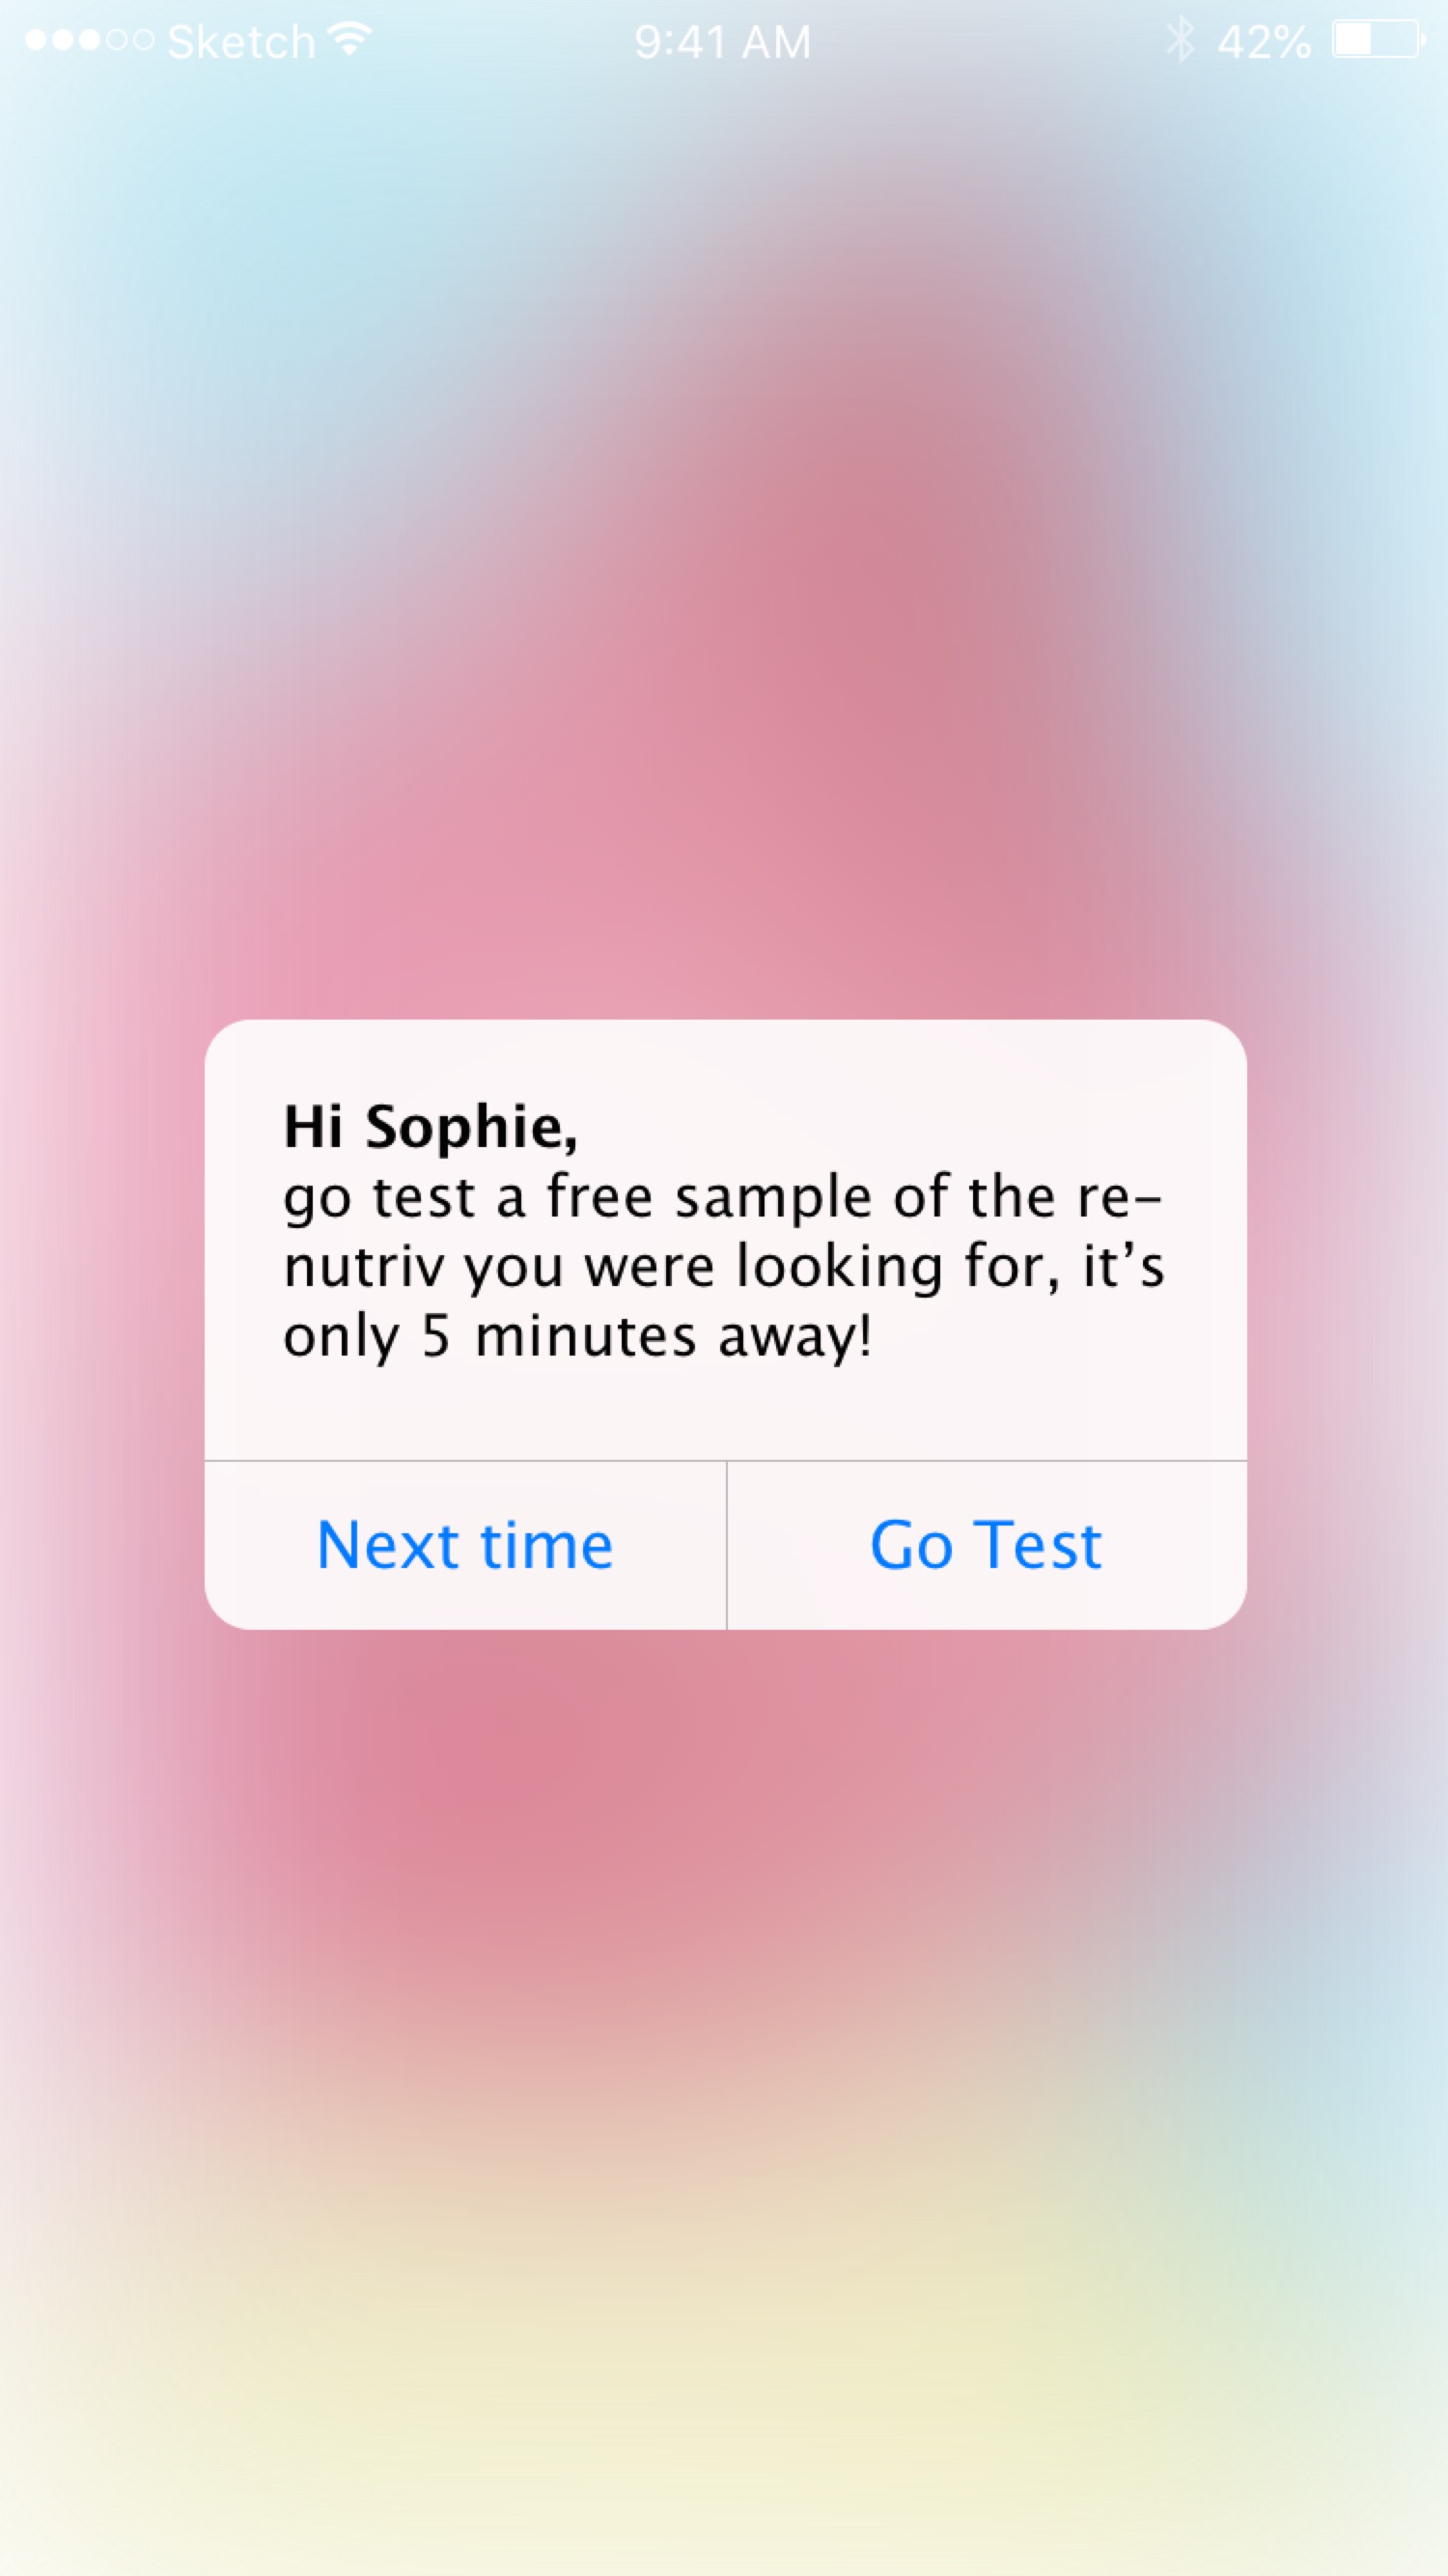 Sketch 9:41 AM 42%
Hi Sophie,
go test a free sample of the re-
nutriv you were looking for, it’s
only 5 minutes away!
Next time Go Test